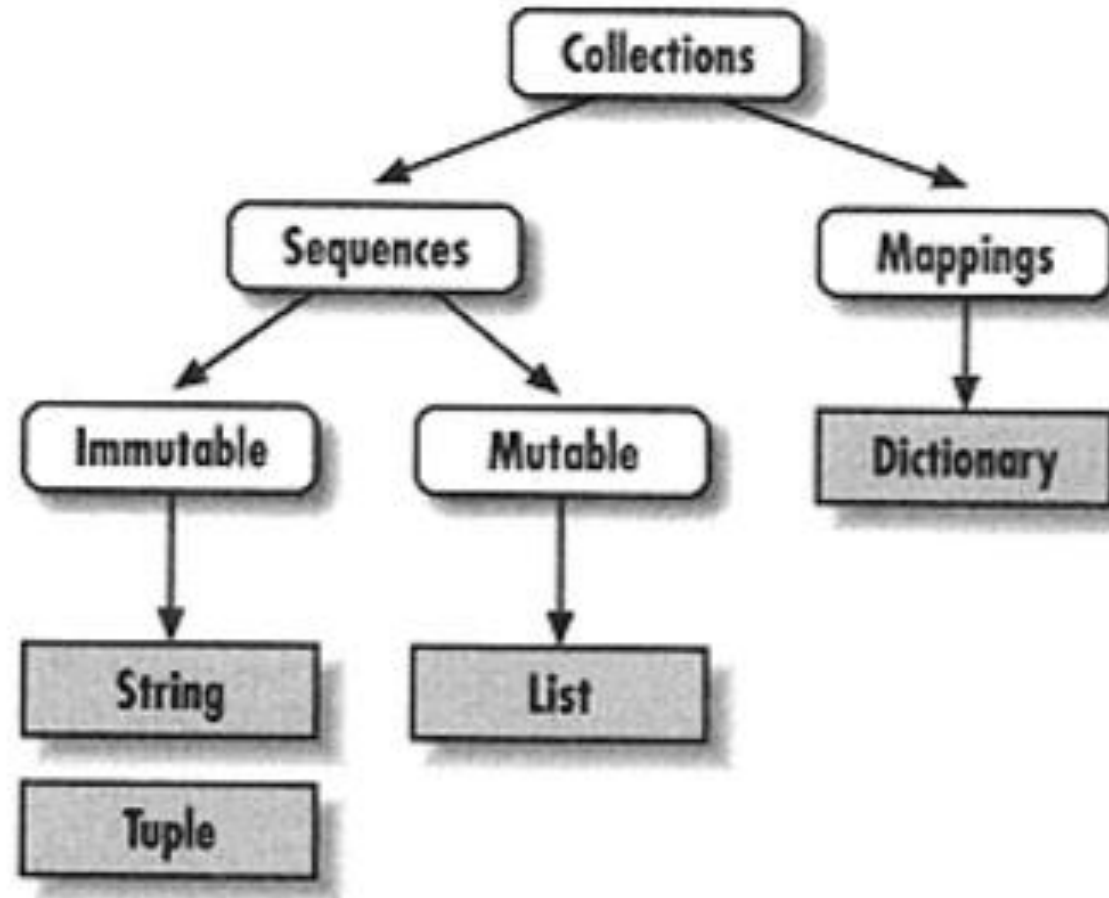 Collections
Sequences
Mappings
Immutable
Mutable
Dictionary
String
List
Tuple